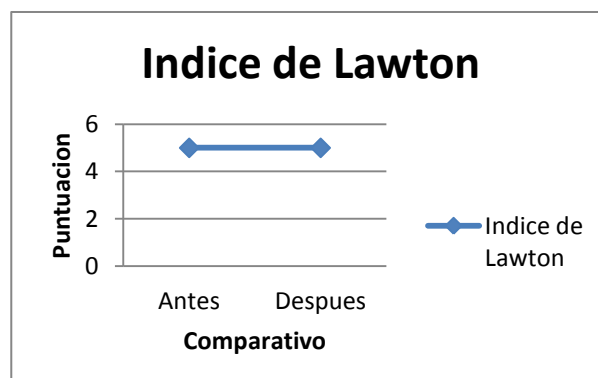 Indice de Lawton
Puntuacion
6
4
2
0
Antes
Despues
Comparativo
Indice de
Lawton